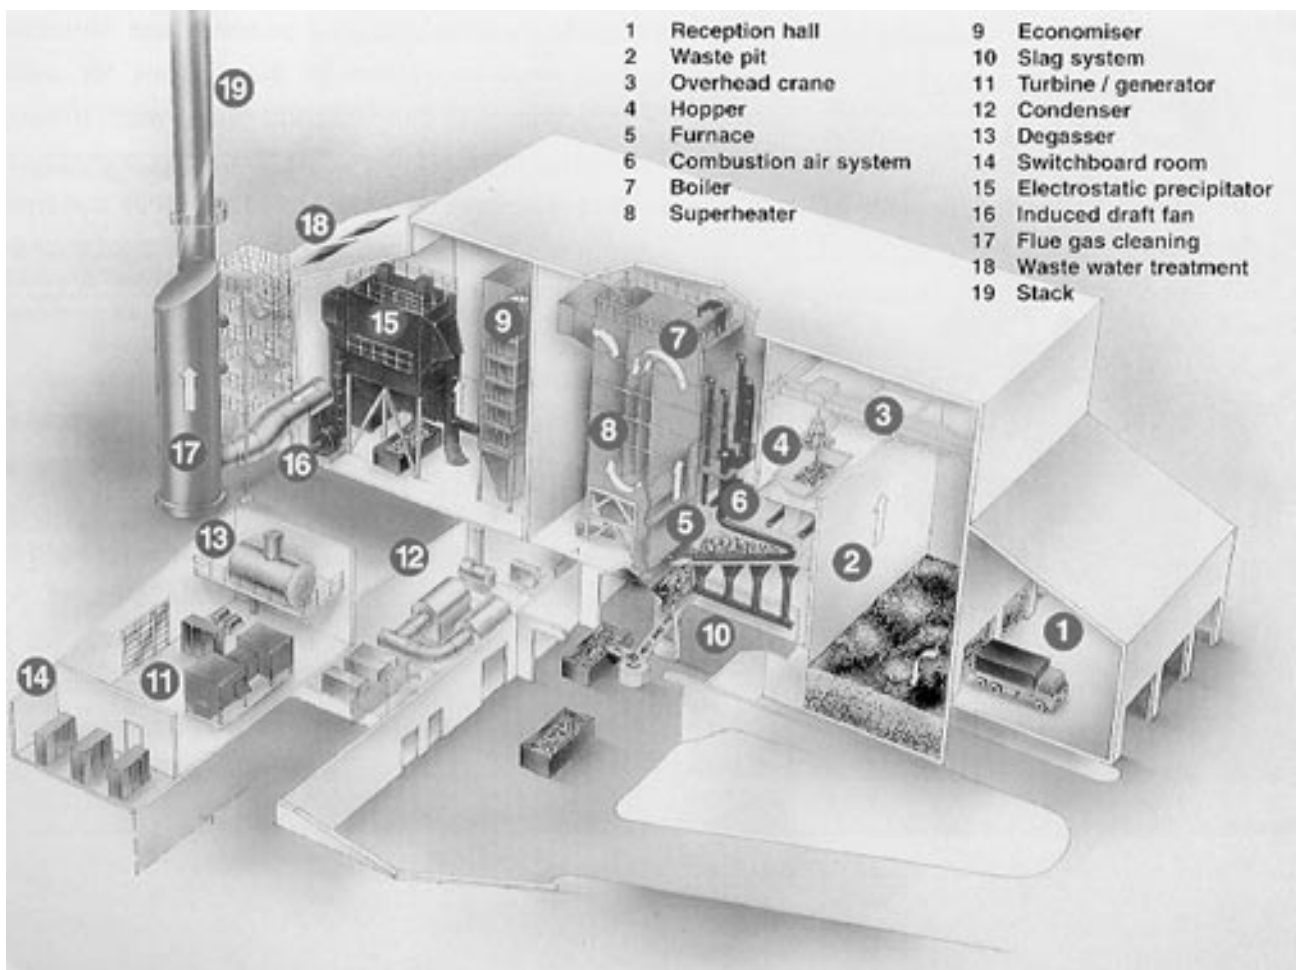 1 Reception hall
2 Waste pit
3 Overhead crane
4 Hopper
5 Furnace
6 Combustion air system
7 Boiler
8 Superheater
9 Economiser
10 Slag system
11 Turbine / generator
12 Condenser
13 Degasser
14 Switchboard room
15 Electrostatic precipitator
16 Induced draft fan
17 Flue gas cleaning
18 Waste water treatment
19 Stack
19
18
15
9
7
3
17
8
4
16
6
5
13
12
2
10
1
14
11